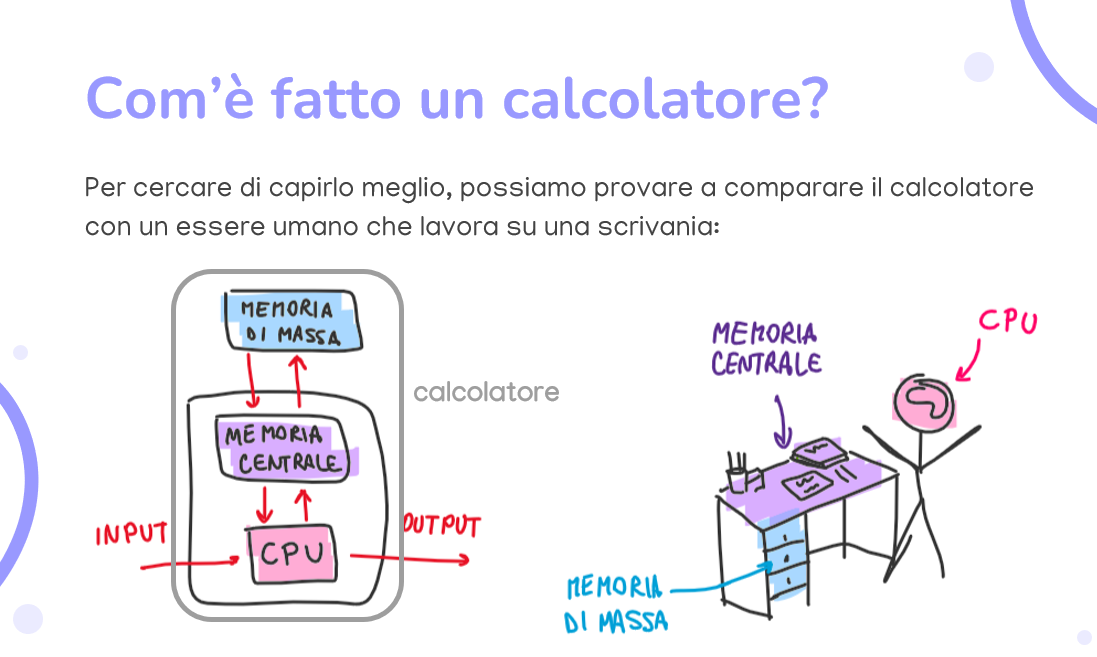 Com'è fatto un calcolatore?
Per cercare di capirlo meglio, possiamo provare a comparare il calcolatore
con un essere umano che lavora su una scrivania:
MEMORIA
DI MASSA
calcolatore
MEMORIA
CENTRALE
INPUT
CPU
OUTPUT
MEMORIA
CENTRALE
CPU
MEMORIA
DI MASSA